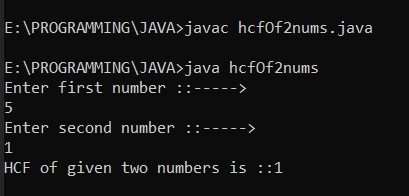 E:\PROGRAMMING\JAVA>javac hcfOf2nums.java
E:\PROGRAMMING\JAVA>java hcfOf2nums
Enter first number ::----->
5
Enter second number ::----->
1
HCF of given two numbers is ::1